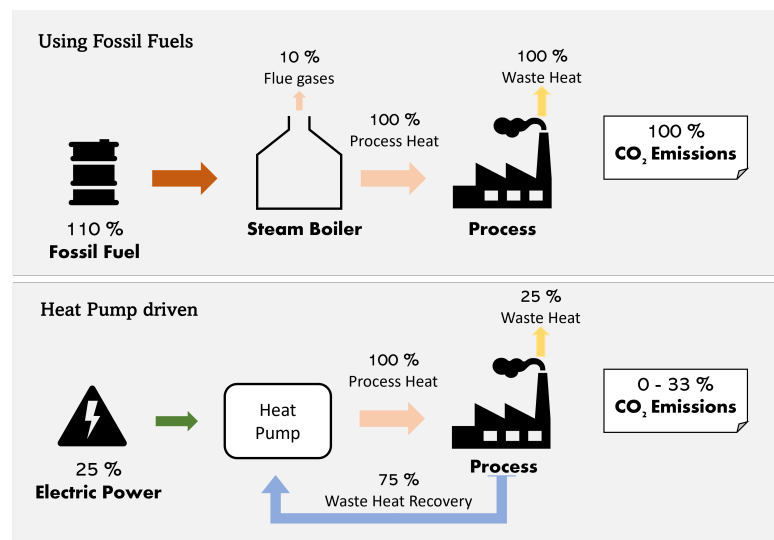 Using Fossil Fuels
10 %
Flue gases
100 %
Waste Heat
100 %
Process Heat
100 %
CO₂ Emissions
110 %
Fossil Fuel
Steam Boiler
Process
Heat Pump driven
25 %
Waste Heat
100 %
Process Heat
0 - 33 %
CO₂ Emissions
Heat
Pump
25 %
Electric Power
Process
75 %
Waste Heat Recovery